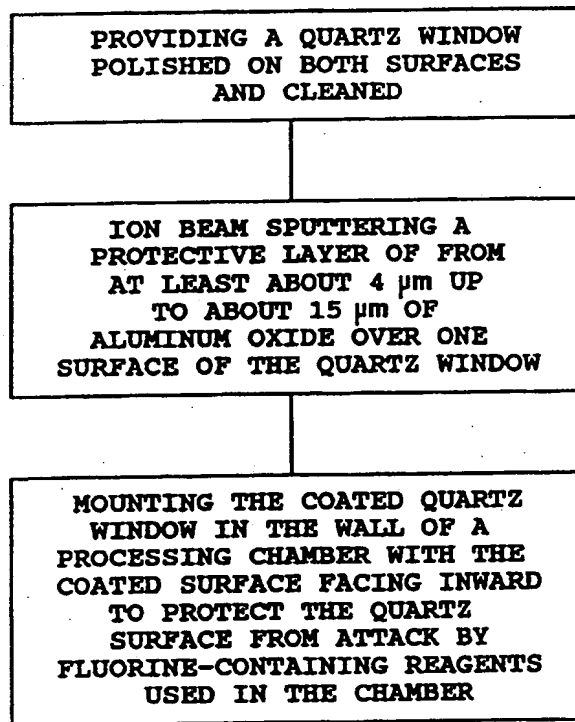 PROVIDING A QUARTZ WINDOW
POLISHED ON BOTH SURFACES
AND CLEANED
ION BEAM SPUTTERING A
PROTECTIVE LAYER OF FROM
AT LEAST ABOUT 4 µm UP
TO ABOUT 15 µm OF
ALUMINUM OXIDE OVER ONE
SURFACE OF THE QUARTZ WINDOW
MOUNTING THE COATED QUARTZ
WINDOW IN THE WALL OF A
PROCESSING CHAMBER WITH THE
COATED SURFACE FACING INWARD
TO PROTECT THE QUARTZ
SURFACE FROM ATTACK BY
FLUORINE-CONTAINING REAGENTS
USED IN THE CHAMBER